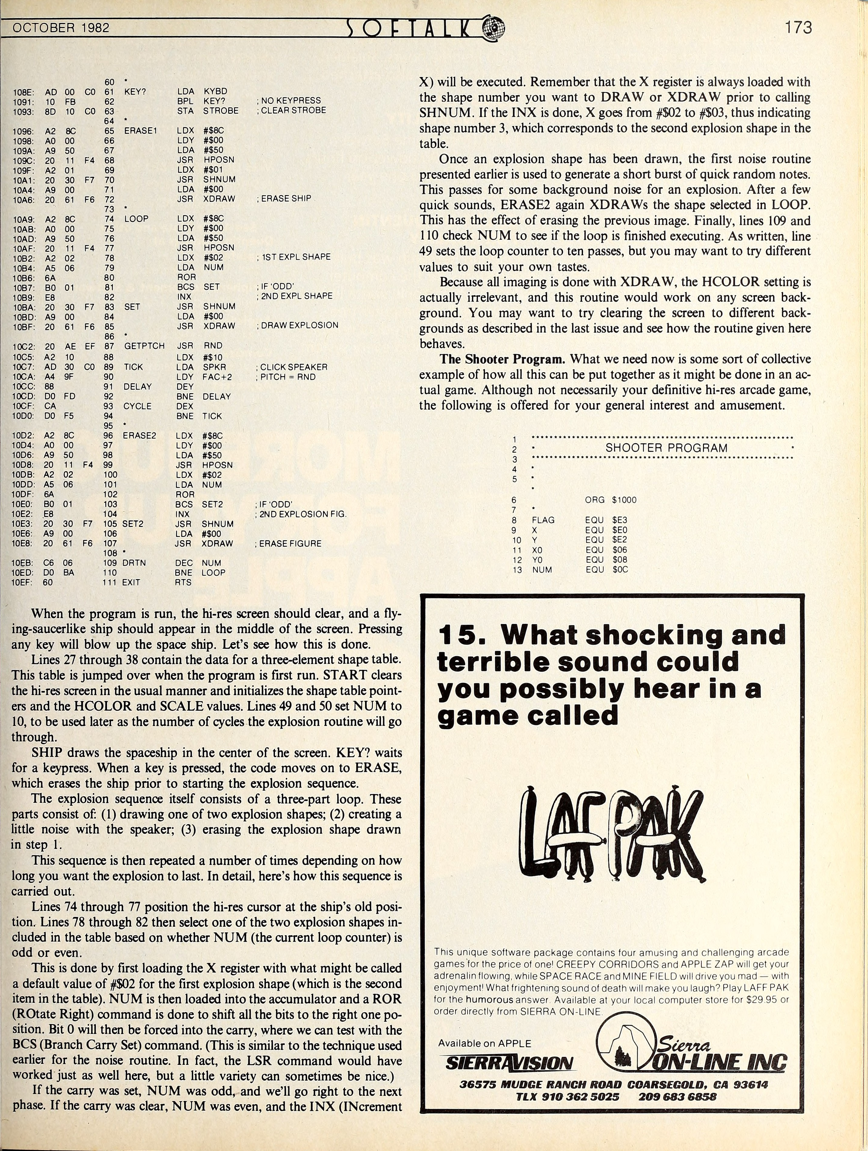 OCTOBER 1982
SOFTALK
173
60 *
108E: AD 00 C0 61 KEY? LDA KYBD
1091: 10 FB 62 BPL KEY? ; NO KEYPRESS
1093: 8D 10 C0 63 STA STROBE ; CLEAR STROBE
64 *
1096: A2 8C 65 ERASE1 LDX #$8C
1098: A0 00 66 LDY #$00
109A: A9 50 67 LDA #$50
109C: 20 11 F4 68 JSR HPOSN
109F: A2 01 69 LDX #$01
10A1: 20 30 F7 70 JSR SHNUM
10A4: A9 00 71 LDA #$00
10A6: 20 61 F6 72 JSR XDRAW ; ERASE SHIP
73 *
10A9: A2 8C 74 LOOP LDX #$8C
10AB: A0 00 75 LDY #$00
10AD: A9 50 76 LDA #$50
10AF: 20 11 F4 77 JSR HPOSN
10B2: A2 02 78 LDX #$02 ; 1ST EXPL SHAPE
10B4: A5 06 79 LDA NUM
10B6: 6A 80 ROR
10B7: B0 01 81 BCS SET ; IF 'ODD'
10B9: E8 82 INX ; 2ND EXPL SHAPE
10BA: 20 30 F7 83 SET JSR SHNUM
10BD: A9 00 84 LDA #$00
10BF: 20 61 F6 85 JSR XDRAW ; DRAW EXPLOSION
86 *
10C2: 20 AE EF 87 GETPTCH JSR RND
10C5: A2 10 88 LDX #$10
10C7: AD 30 C0 89 TICK LDA SPKR ; CLICK SPEAKER
10CA: A4 9F 90 LDY FAC+2 ; PITCH = RND
10CC: 88 91 DELAY DEY
10CD: D0 FD 92 BNE DELAY
10CF: CA 93 CYCLE DEX
10D0: D0 F5 94 BNE TICK
95 *
10D2: A2 8C 96 ERASE2 LDX #$8C
10D4: A0 00 97 LDY #$00
10D6: A9 50 98 LDA #$50
10D8: 20 11 F4 99 JSR HPOSN
10DB: A2 02 100 LDX #$02
10DD: A5 06 101 LDA NUM
10DF: 6A 102 ROR
10E0: B0 01 103 BCS SET2 ; IF 'ODD'
10E2: E8 104 INX ; 2ND EXPLOSION FIG.
10E3: 20 30 F7 105 SET2 JSR SHNUM
10E6: A9 00 106 LDA #$00
10E8: 20 61 F6 107 JSR XDRAW ; ERASE FIGURE
108 *
10EB: C6 06 109 DRTN DEC NUM
10ED: D0 BA 110 BNE LOOP
10EF: 60 111 EXIT RTS
When the program is run, the hi-res screen should clear, and a fly-
ing-saucerlike ship should appear in the middle of the screen. Pressing
any key will blow up the space ship. Let's see how this is done.
Lines 27 through 38 contain the data for a three-element shape table.
This table is jumped over when the program is first run. START clears
the hi-res screen in the usual manner and initializes the shape table point-
ers and the HCOLOR and SCALE values. Lines 49 and 50 set NUM to
10, to be used later as the number of cycles the explosion routine will go
through.
SHIP draws the spaceship in the center of the screen. KEY? waits
for a keypress. When a key is pressed, the code moves on to ERASE,
which erases the ship prior to starting the explosion sequence.
The explosion sequence itself consists of a three-part loop. These
parts consist of: (1) drawing one of two explosion shapes; (2) creating a
little noise with the speaker; (3) erasing the explosion shape drawn
in step 1.
This sequence is then repeated a number of times depending on how
long you want the explosion to last. In detail, here's how this sequence is
carried out.
Lines 74 through 77 position the hi-res cursor at the ship's old posi-
tion. Lines 78 through 82 then select one of the two explosion shapes in-
cluded in the table based on whether NUM (the current loop counter) is
odd or even.
This is done by first loading the X register with what might be called
a default value of #$02 for the first explosion shape (which is the second
item in the table). NUM is then loaded into the accumulator and a ROR
(ROtate Right) command is done to shift all the bits to the right one po-
sition. Bit 0 will then be forced into the carry, where we can test with the
BCS (Branch Carry Set) command. (This is similar to the technique used
earlier for the noise routine. In fact, the LSR command would have
worked just as well here, but a little variety can sometimes be nice.)
If the carry was set, NUM was odd, and we'll go right to the next
phase. If the carry was clear, NUM was even, and the INX (INcrement
X) will be executed. Remember that the X register is always loaded with
the shape number you want to DRAW or XDRAW prior to calling
SHNUM. If the INX is done, X goes from #$02 to #$03, thus indicating
shape number 3, which corresponds to the second explosion shape in the
table.
Once an explosion shape has been drawn, the first noise routine
presented earlier is used to generate a short burst of quick random notes.
This passes for some background noise for an explosion. After a few
quick sounds, ERASE2 again XDRAWs the shape selected in LOOP.
This has the effect of erasing the previous image. Finally, lines 109 and
110 check NUM to see if the loop is finished executing. As written, line
49 sets the loop counter to ten passes, but you may want to try different
values to suit your own tastes.
Because all imaging is done with XDRAW, the HCOLOR setting is
actually irrelevant, and this routine would work on any screen back-
ground. You may want to try clearing the screen to different back-
grounds as described in the last issue and see how the routine given here
behaves.
The Shooter Program. What we need now is some sort of collective
example of how all this can be put together as it might be done in an ac-
tual game. Although not necessarily your definitive hi-res arcade game,
the following is offered for your general interest and amusement.
1 ************************************************
2 * SHOOTER PROGRAM *
3 ************************************************
4 *
5 *
*
6 ORG $1000
7 *
8 FLAG EQU $E3
9 X EQU $E0
10 Y EQU $E2
11 X0 EQU $06
12 Y0 EQU $08
13 NUM EQU $0C
15. What shocking and
terrible sound could
you possibly hear in a
game called
LAFF PAK
This unique software package contains four amusing and challenging arcade
games for the price of one! CREEPY CORRIDORS and APPLE ZAP will get your
adrenalin flowing, while SPACE RACE and MINE FIELD will drive you mad — with
enjoyment! What frightening sound of death will make you laugh? Play LAFF PAK
for the humorous answer. Available at your local computer store for $29.95 or
order directly from SIERRA ON-LINE
Available on APPLE
SIERRAVISION
Sierra
ON-LINE INC
36575 MUDGE RANCH ROAD COARSEGOLD, CA 93614
TLX 910 362 5025 209 683 6858